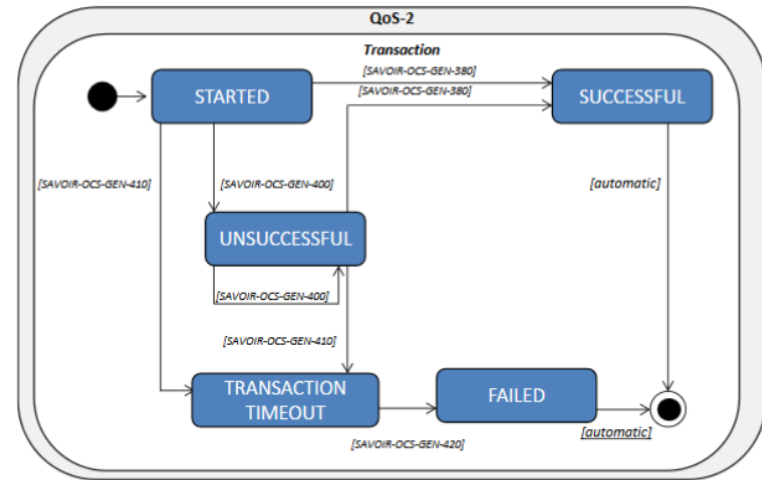 QoS-2
Transaction
[SAVOIR-OCS-GEN-380]
STARTED
[SAVOIR-OCS-GEN-380]
SUCCESSFUL
[SAVOIR-OCS-GEN-410]
[SAVOIR-OCS-GEN-400]
[automatic]
UNSUCCESSFUL
[SAVOIR-OCS-GEN-400]
[SAVOIR-OCS-GEN-410]
TRANSACTION
TIMEOUT
FAILED
[SAVOIR-OCS-GEN-420]
[automatic]